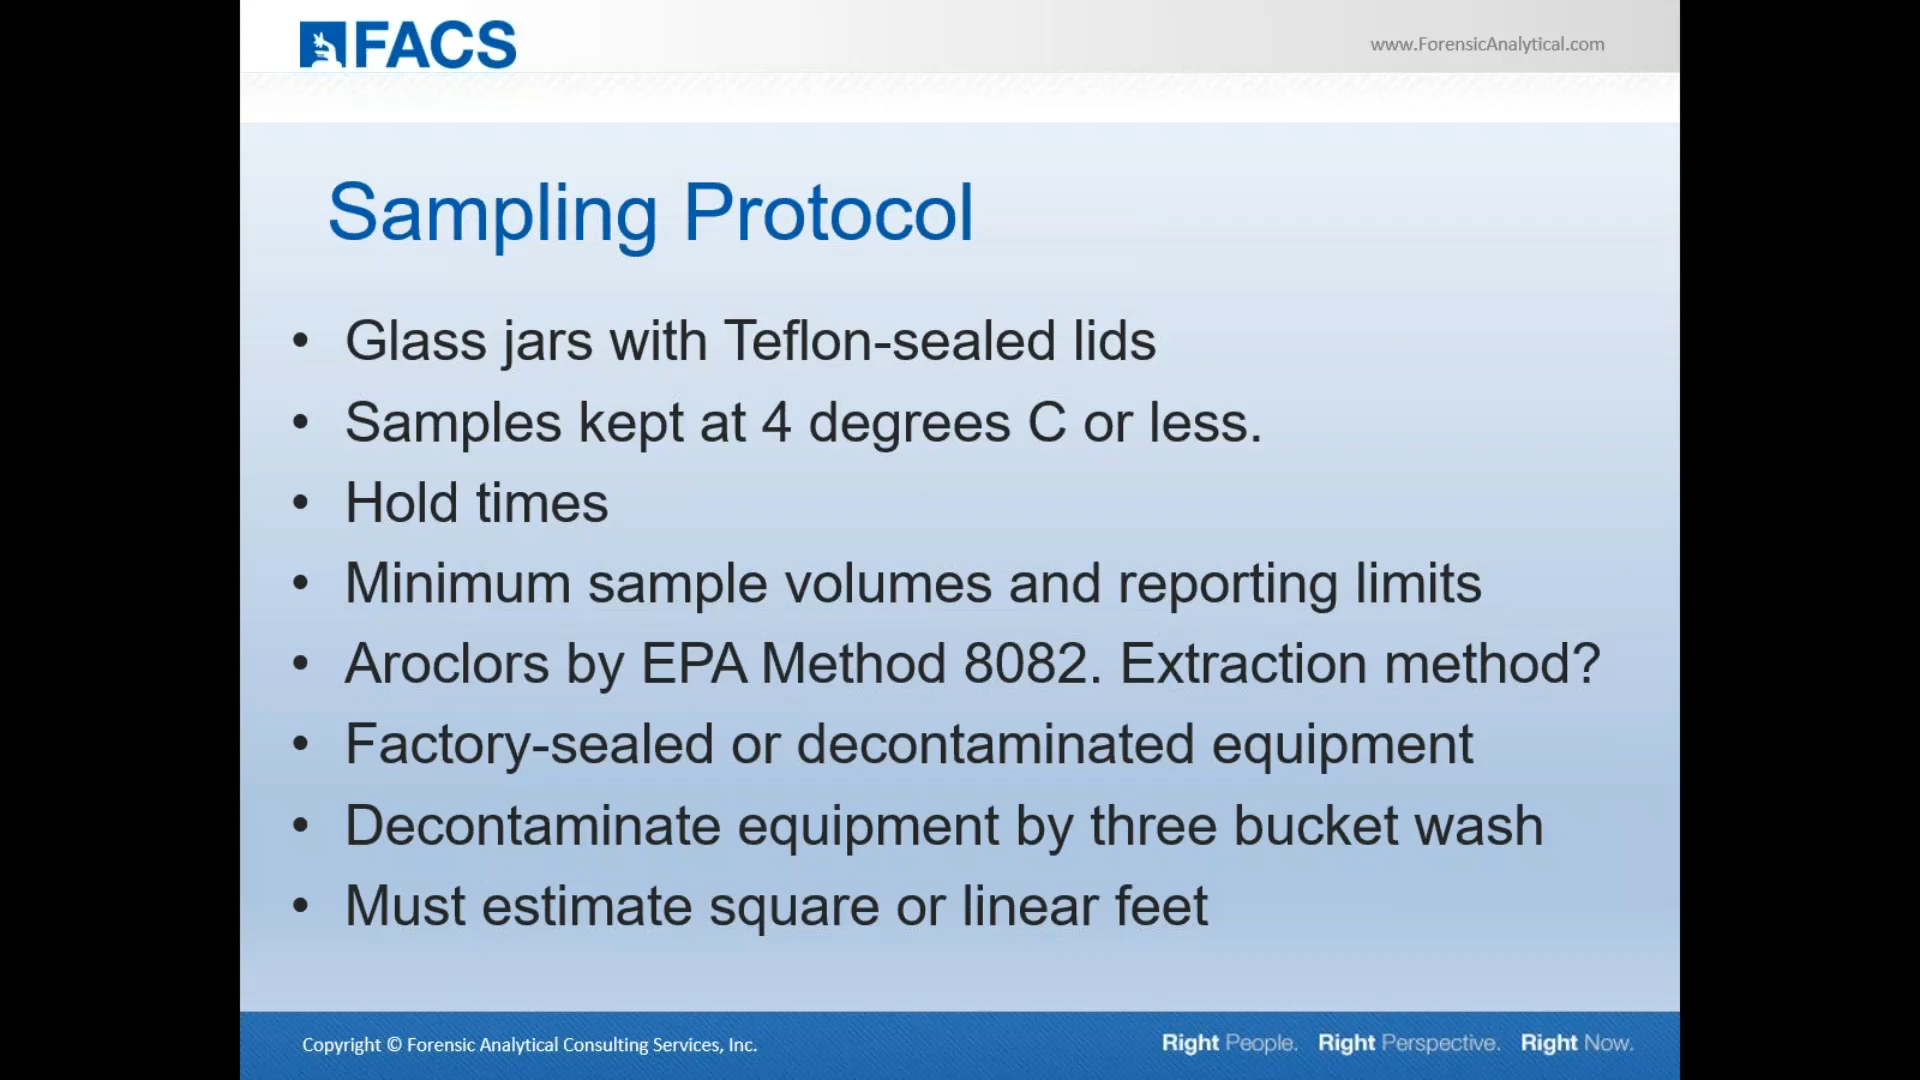 FACS
www.ForensicAnalytical.com
Sampling Protocol
• Glass jars with Teflon-sealed lids
• Samples kept at 4 degrees C or less.
• Hold times
• Minimum sample volumes and reporting limits
• Aroclors by EPA Method 8082. Extraction method?
• Factory-sealed or decontaminated equipment
• Decontaminate equipment by three bucket wash
• Must estimate square or linear feet
Copyright © Forensic Analytical Consulting Services, Inc.
Right People. Right Perspective. Right Now.